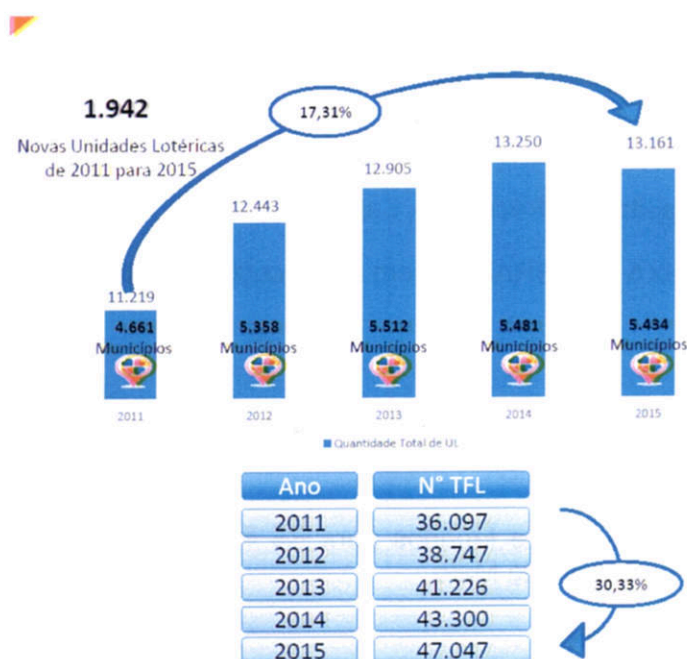 1.942
Novas Unidades Lotéricas
de 2011 para 2015
17,31%
11.219
12.443
12.905
13.250
13.161
4.661
Municípios
5.358
Municípios
5.512
Municípios
5.481
Municípios
5.434
Municípios
2011
2012
2013
2014
2015
Quantidade Total de UL
Ano N° TFL
2011 36.097
2012 38.747
2013 41.226
2014 43.300
2015 47.047
30,33%